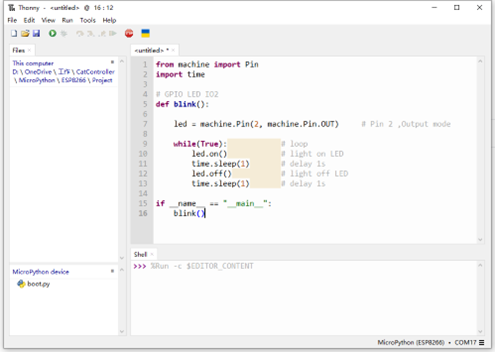 Thonny - <untitled> @ 16 : 12
File Edit View Run Tools Help
Files
This computer
D: \ OneDrive \ 工作 \ CatController
\ MicroPython \ ESP8266 \ Project
MicroPython device
boot.py
<untitled> *
1 from machine import Pin
2 import time
3
4 # GPIO LED IO2
5 def blink():
6
7 led = machine.Pin(2, machine.Pin.OUT) # Pin 2 ,Output mode
8
9 while(True): # loop
10 led.on() # light on LED
11 time.sleep(1) # delay 1s
12 led.off() # light off LED
13 time.sleep(1) # delay 1s
14
15 if __name__ == "__main__":
16 blink()
Shell
>>> %Run -c $EDITOR_CONTENT
MicroPython (ESP8266) • COM17